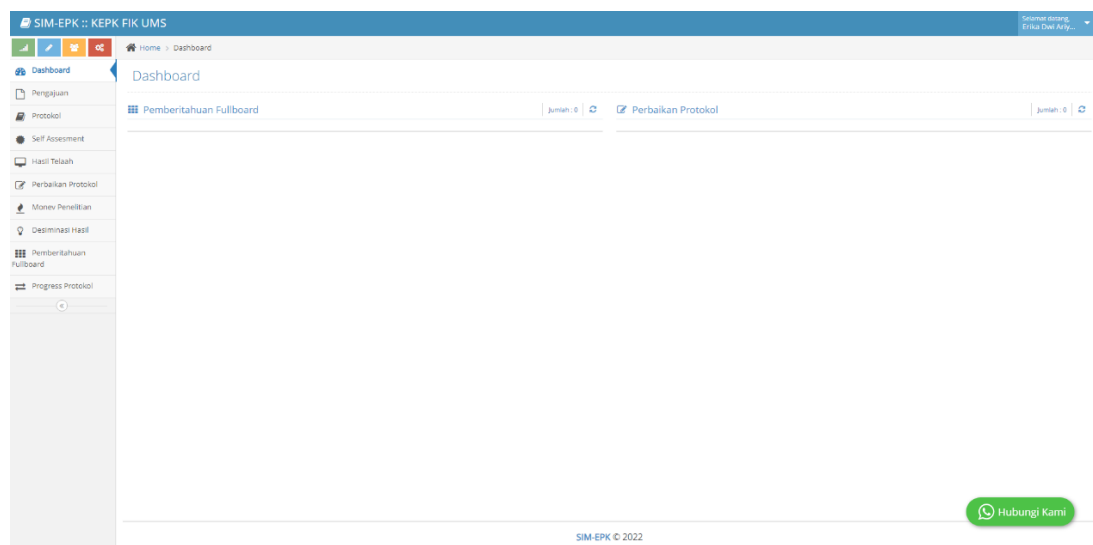 SIM-EPK :: KEPK FIK UMS
Selamat datang,
Erika Dwi Ariy...
Home > Dashboard
Dashboard
Pengajuan
Protokol
Self Assesment
Hasil Telaah
Perbaikan Protokol
Monev Penelitian
Desiminasi Hasil
Pemberitahuan
Fullboard
Progress Protokol
Dashboard
Pemberitahuan Fullboard
Jumlah : 0
Perbaikan Protokol
Jumlah : 0
Hubungi Kami
SIM-EPK © 2022